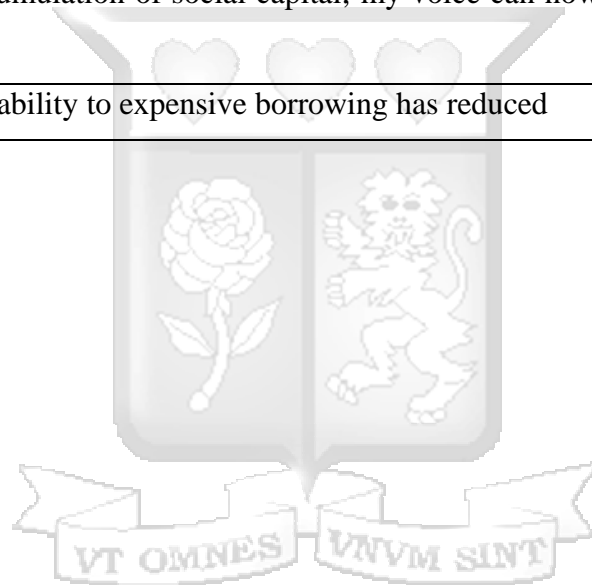 umulation of social capital, my voice can now
ability to expensive borrowing has reduced
VT OMNES VNVM SINT